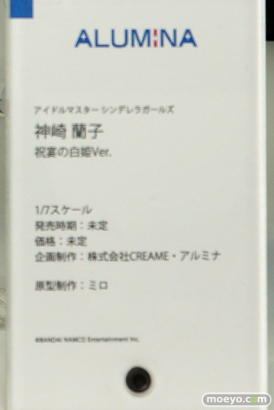 ALUMINA
アイドルマスター シンデレラガールズ
神崎 蘭子
祝宴の白姫Ver.
1/7スケール
発売時期：未定
価格：未定
企画制作：株式会社CREAME・アルミナ
原型制作：ミロ
©BANDAI NAMCO Entertainment Inc.
moeyo.com